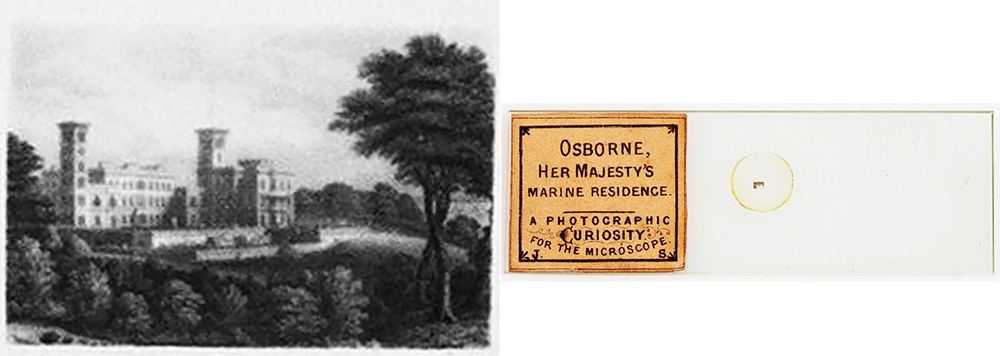 OSBORNE,
HER MAJESTY'S
MARINE RESIDENCE.
A PHOTOGRAPHIC
CURIOSITY
FOR THE MICROSCOPE.
J. S.